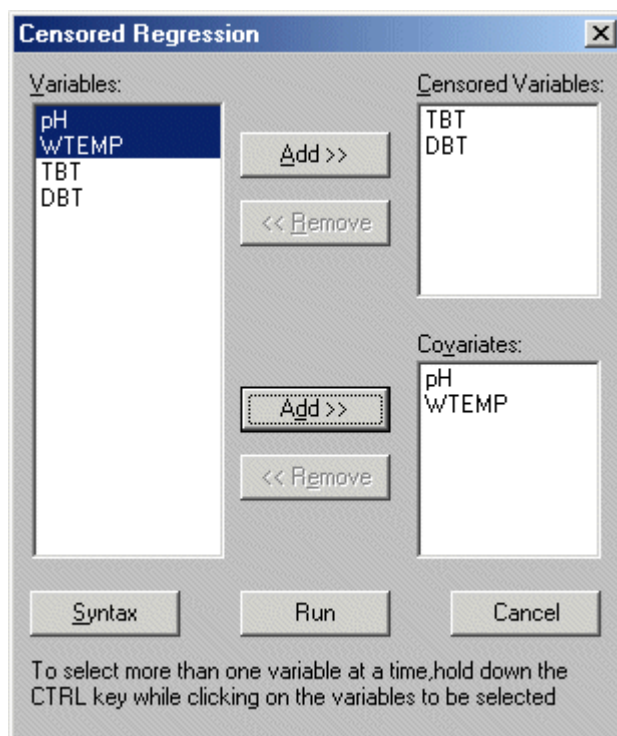 Censored Regression
Variables:
pH
WTEMP
TBT
DBT
Add >>
<< Remove
Censored Variables:
TBT
DBT
Add >>
<< Remove
Covariates:
pH
WTEMP
Syntax
Run
Cancel
To select more than one variable at a time,hold down the
CTRL key while clicking on the variables to be selected